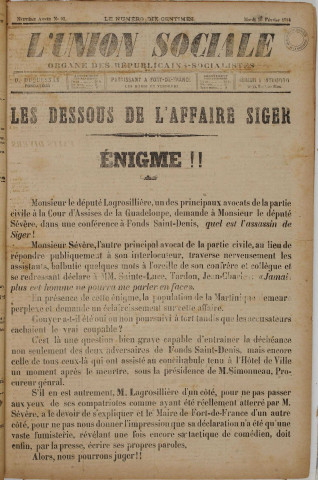 LE NUMÉRO: DIX CENTIMES
Février 1914
L'UNION SOCIALE
ORGANE DES RÉPUBLICAINS-SOCIALISTES
PARAISSANT A FORT-DE-FRANCE
LES DESSOUS DE L'AFFAIRE SIGER
ÉNIGME !!
Monsieur le député Lagrosillière, un des principaux avocats de la partie
civile à la Cour d'Assises de la Guadeloupe, demande à Monsieur le député
Sévère, dans une conférence à Fonds Saint-Denis, quel est l'assassin de
Siger!
Monsieur Sévère, l'autre principal avocat de la partie civile, au lieu de
répondre publiquement à son interlocuteur, traverse nerveusement les
assistants, balbutie quelques mots à l'oreille de son confrère et collègue et
se redressant déclare à MM. Sainte-Luce, Tardon, Jean-Charles: «Jamais
plus cet homme ne pourra me parler en face».
En présence de cette énigme, la population de la Martinique demeure
perplexe et demande un éclaircissement sur cette affaire.
Gouyer a-t-il été oui ou non poursuivi à tort tandis que les accusateurs
cachaient le vrai coupable?
C'est là une question bien grave capable d'entraîner la déchéance
non seulement des deux adversaires de Fonds Saint-Denis, mais encore
de celle de tous ceux-là qui ont assisté au conciliabule tenu à l'Hôtel de Ville
un moment après le meurtre, sous la présidence de M. Simonneau, Pro-
cureur général.
S'il en est autrement, M. Lagrosillière d'un côté, pour ne pas passer
aux yeux de ses compatriotes comme ayant été réellement atterré par M.
Sévère, a le devoir de s'expliquer et le Maire de Fort-de-France d'un autre
côté, pour ne pas nous donner l'impression que sa déclaration n'a été qu'une
vaste fumisterie, révélant une fois encore sa tactique de comédien, doit
enfin, par la presse, écrire ses propres paroles.
Alors, nous pourrons juger!!